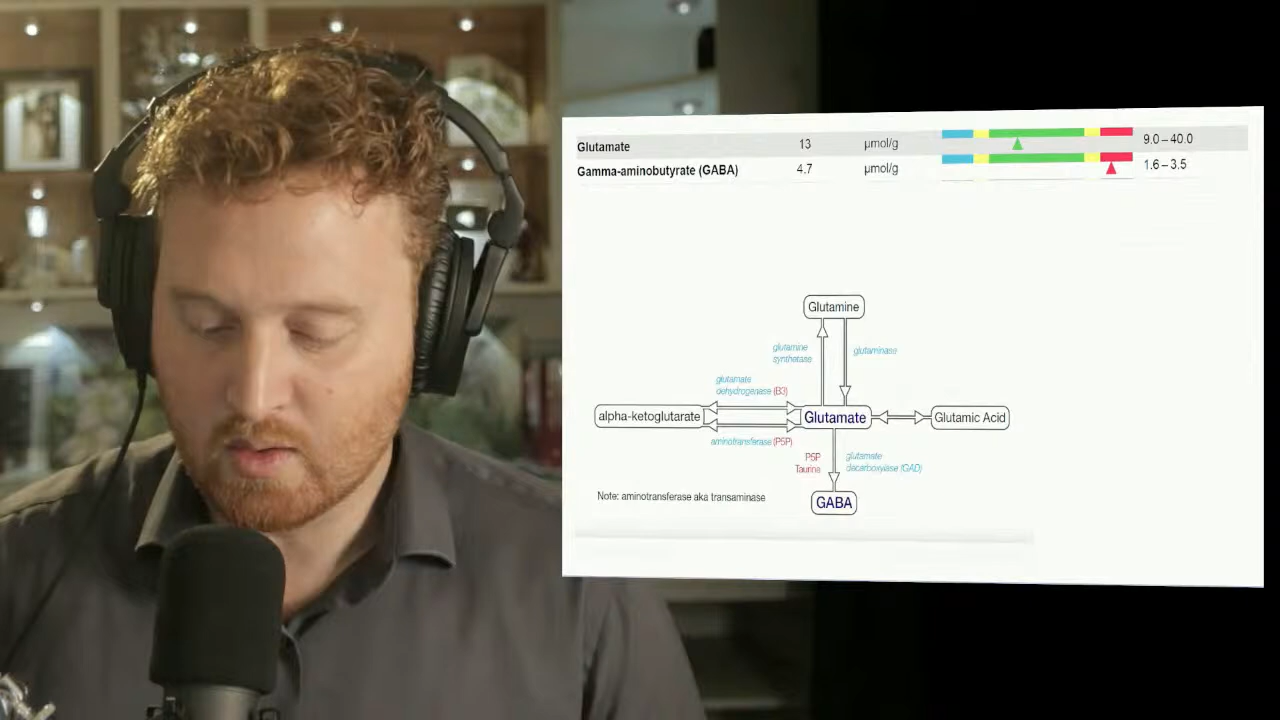 Glutamate 13 µmol/g 9.0 – 40.0
Gamma-aminobutyrate (GABA) 4.7 µmol/g 1.6 – 3.5
Glutamine
glutamine
synthetase
glutaminase
glutamate
dehydrogenase (B3)
alpha-ketoglutarate
Glutamate
Glutamic Acid
aminotransferase (P5P)
P5P
Taurine
glutamate
decarboxylase (GAD)
Note: aminotransferase aka transaminase
GABA